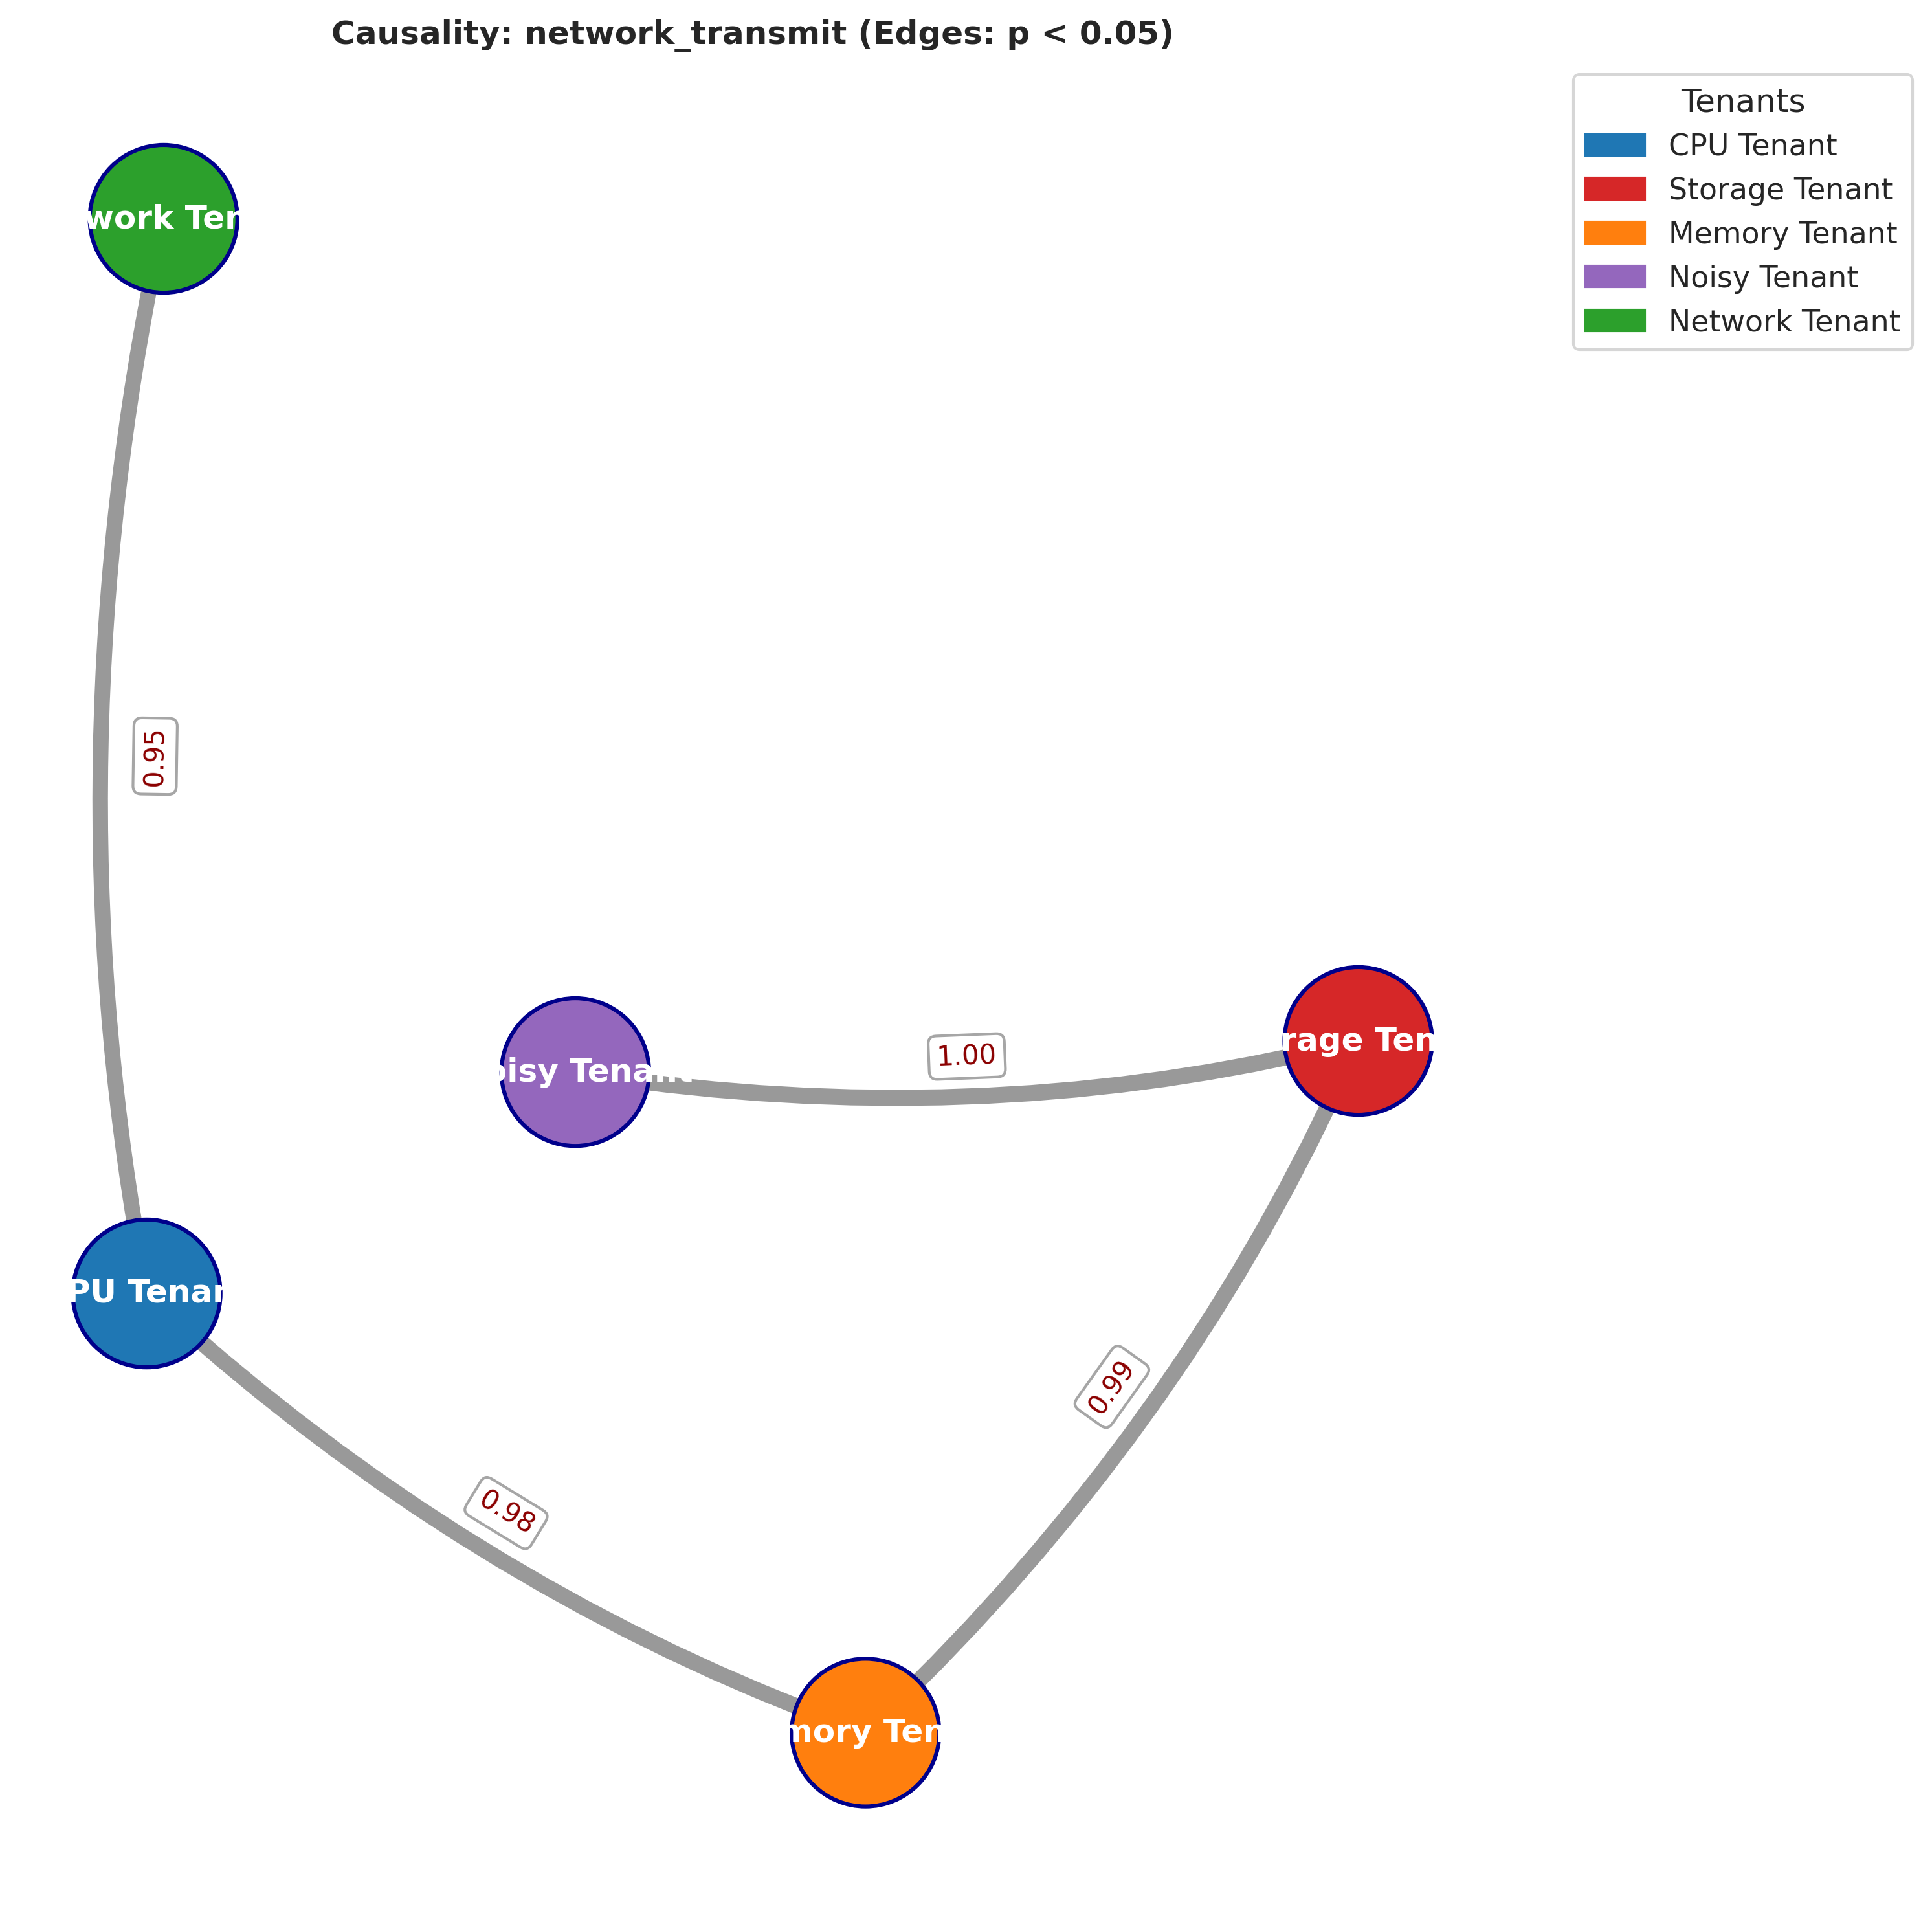 Causality: network_transmit (Edges: p < 0.05)
Tenants
CPU Tenant
Storage Tenant
Memory Tenant
Noisy Tenant
Network Tenant
work Ten
0.95
oisy Tenant
1.00
rage Ten
PU Tenan
0.99
0.98
mory Ten